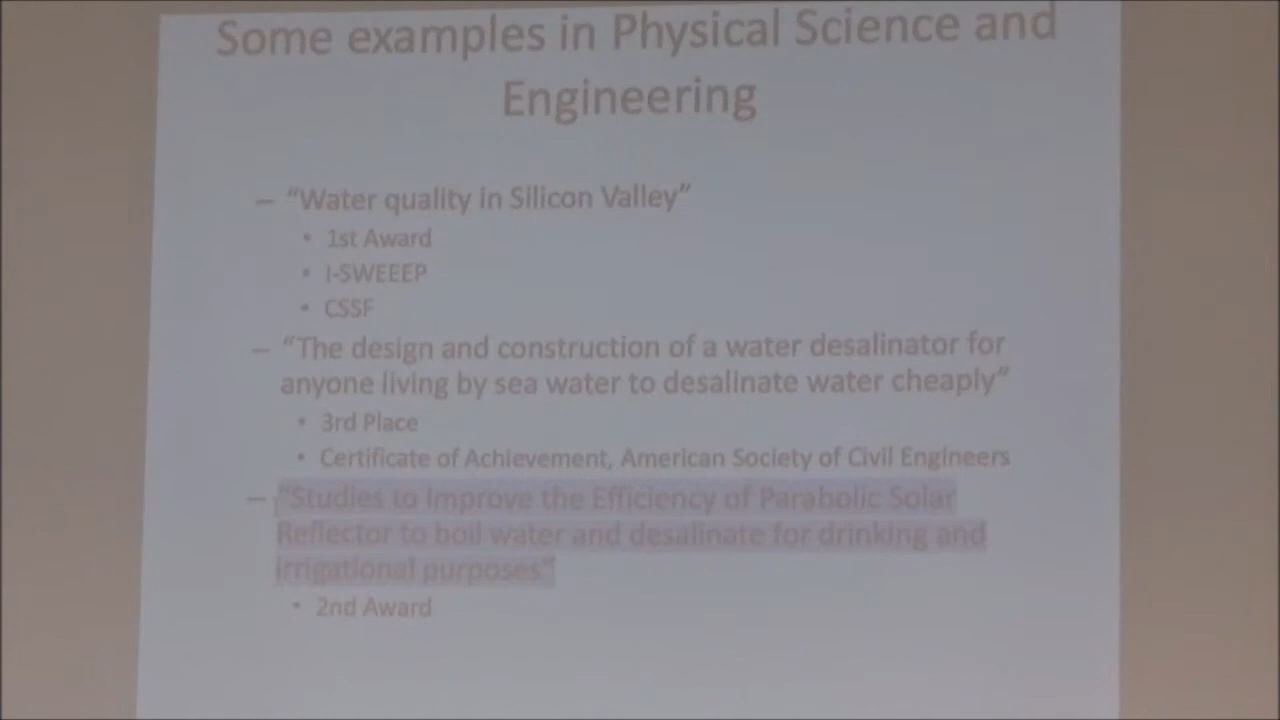 Some examples in Physical Science and
Engineering
– “Water quality in Silicon Valley”
• 1st Award
• I-SWEEEP
• CSSF
– “The design and construction of a water desalinator for
anyone living by sea water to desalinate water cheaply”
• 3rd Place
• Certificate of Achievement, American Society of Civil Engineers
– “Studies to Improve the Efficiency of Parabolic Solar
Reflector to boil water and desalinate for drinking and
irrigational purposes”
• 2nd Award